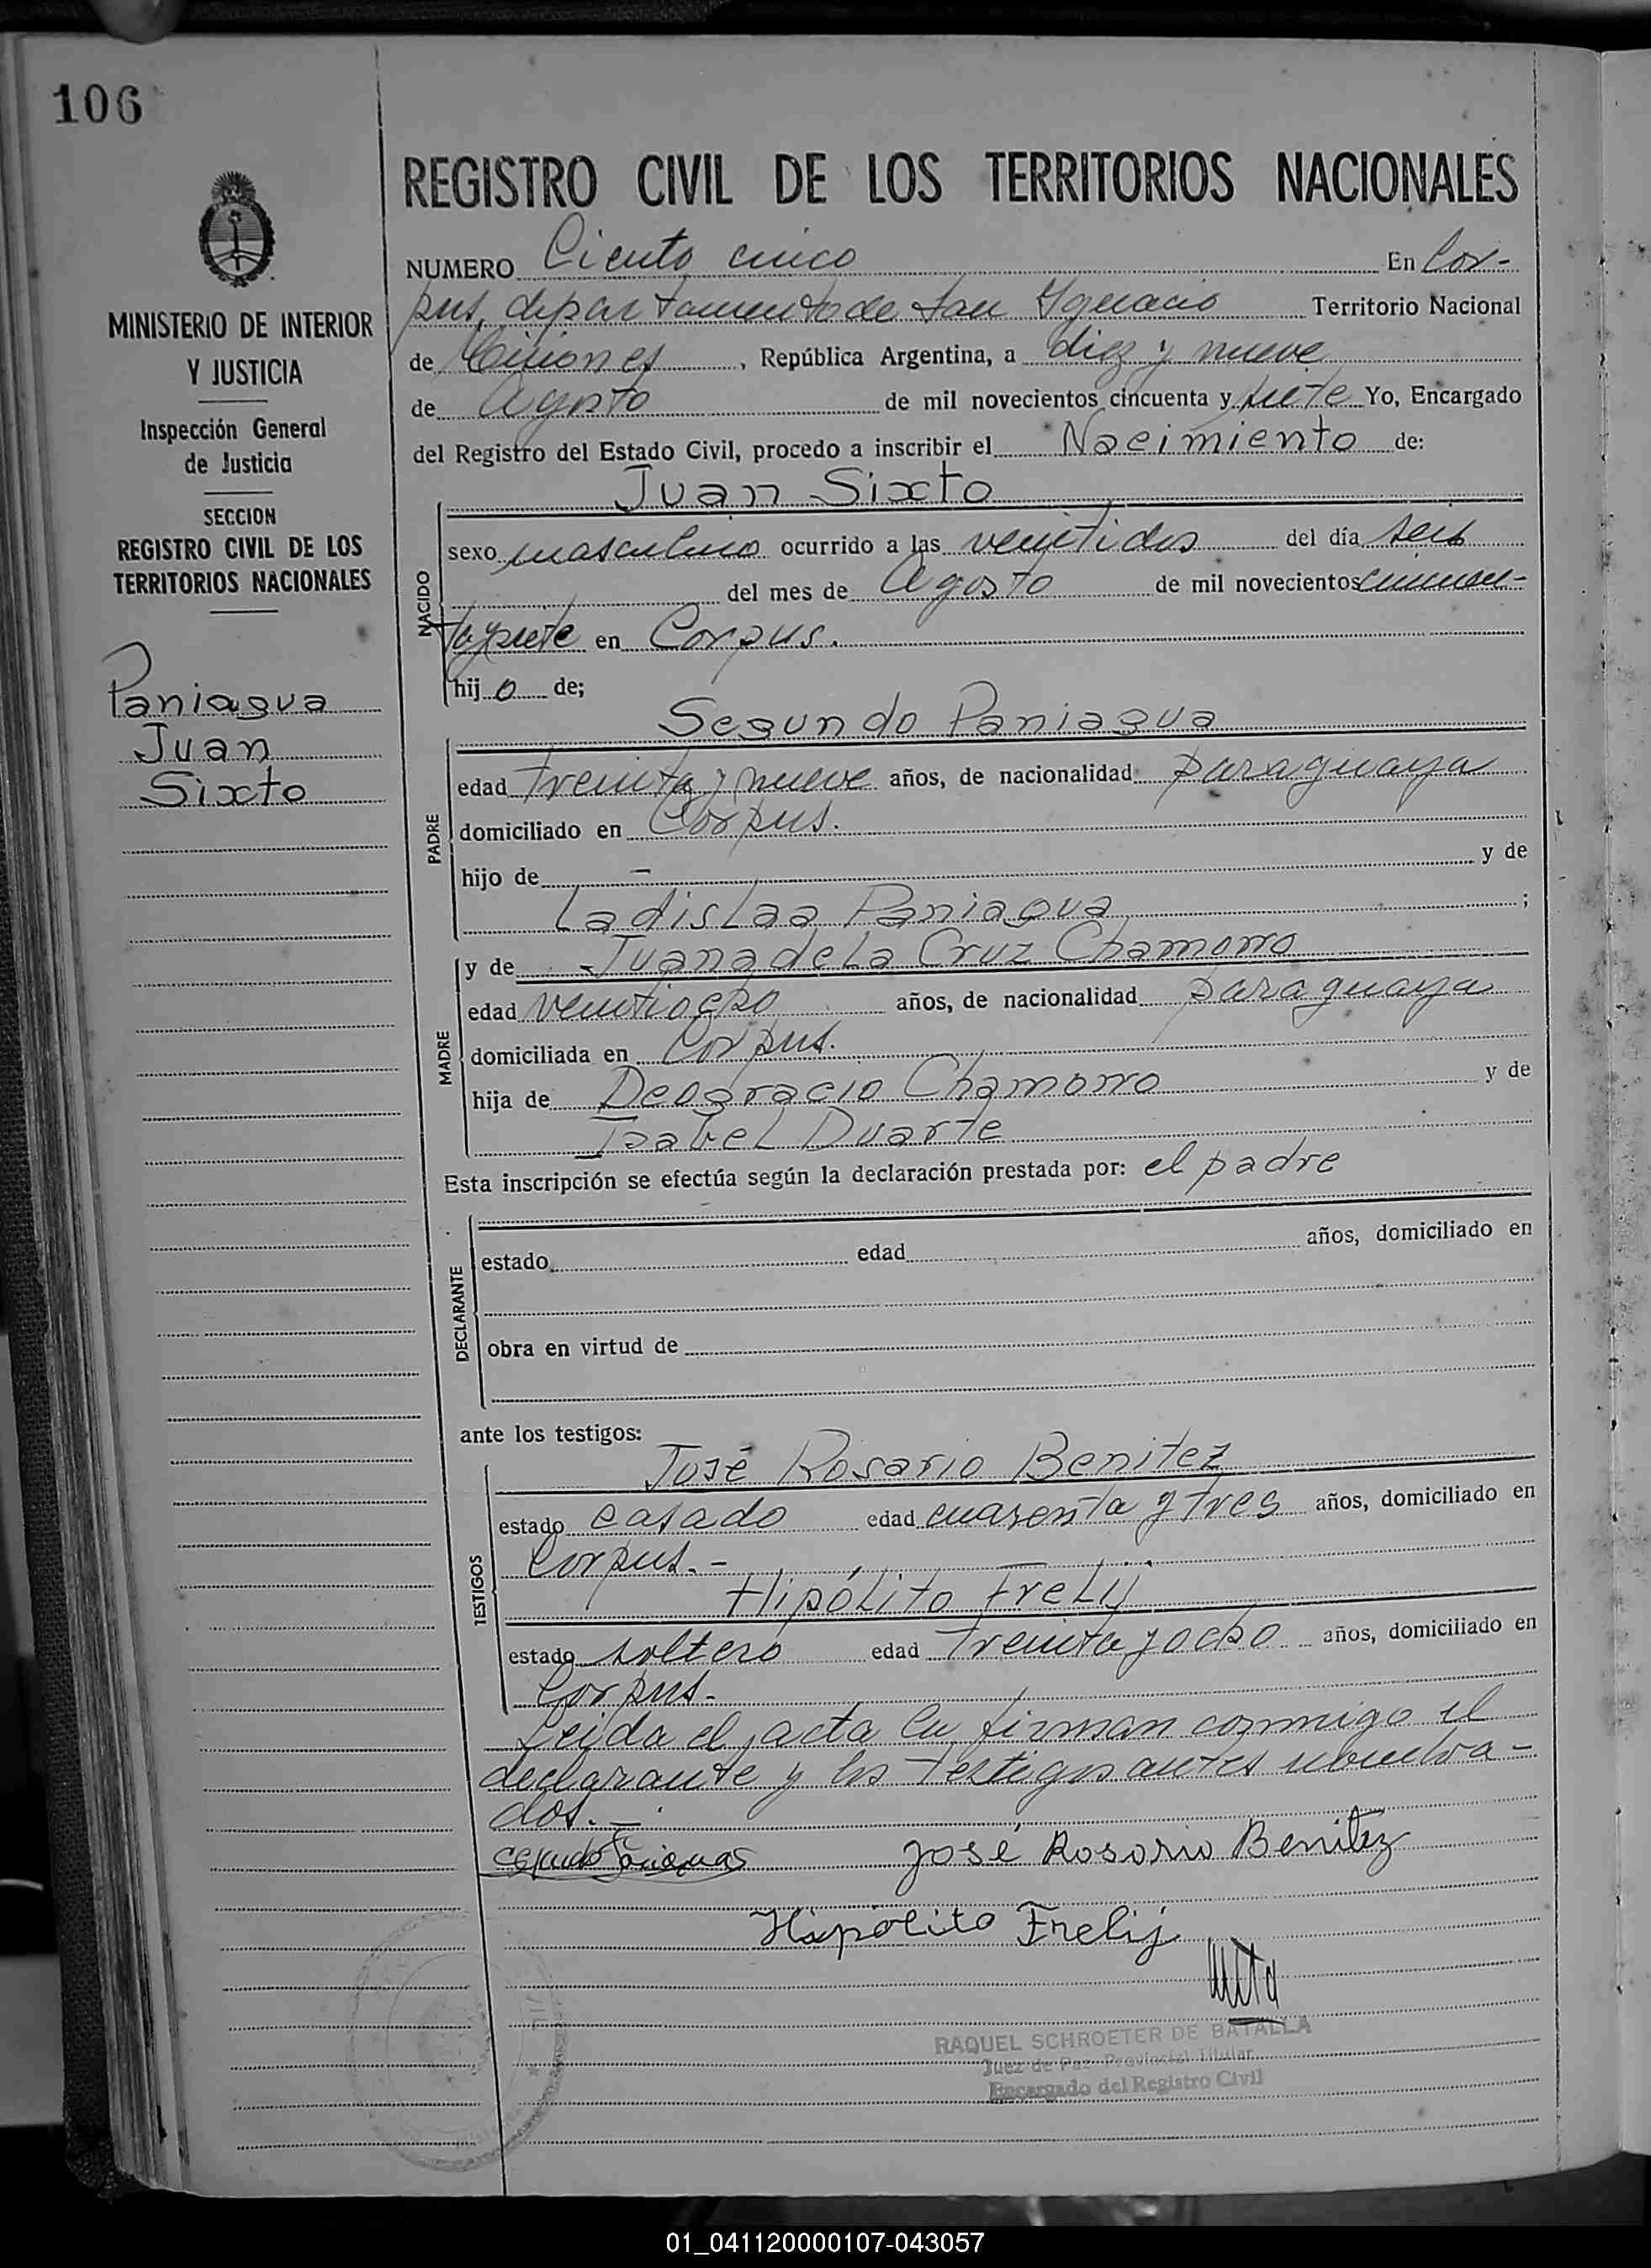 106
REGISTRO CIVIL DE LOS TERRITORIOS NACIONALES
NUMERO Ciento cinco En Cor-
pus, departamento de San Ygnacio Territorio Nacional
de Misiones, República Argentina, a diez y nueve
de Agosto de mil novecientos cincuenta y siete Yo, Encargado
del Registro del Estado Civil, procedo a inscribir el Nacimiento de:
MINISTERIO DE INTERIOR
Y JUSTICIA
Inspección General
de Justicia
SECCION
REGISTRO CIVIL DE LOS
TERRITORIOS NACIONALES
Paniagua
Juan
Sixto
NACIDO
Juan Sixto
sexo masculino ocurrido a las veintidos del día seis
del mes de Agosto de mil novecientos cincuen-
ta y siete en Corpus.
hijo de;
PADRE
Segundo Paniagua
edad treinta y nueve años, de nacionalidad paraguaya
domiciliado en Corpus.
hijo de — y de
Ladislaa Paniagua ;
MADRE
y de Juana de La Cruz Chamorro
edad veintiocho años, de nacionalidad paraguaya
domiciliada en Corpus.
hija de Deogracio Chamorro y de
Isabel Duarte
Esta inscripción se efectúa según la declaración prestada por: el padre
DECLARANTE
estado edad años, domiciliado en
obra en virtud de
ante los testigos:
TESTIGOS
José Rosario Benitez
estado casado edad cuarenta y tres años, domiciliado en
Corpus.-
Hipólito Frelij
estado soltero edad treinta y ocho años, domiciliado en
Corpus.-
Leida el acta la firman conmigo el
declarante y los testigos antes nombra-
dos.—
José Rosario Benitez
Hipolito Frelij
RAQUEL SCHROETER DE BATALLA
Juez de Paz Provincial Titular
Encargado del Registro Civil
01_041120000107-043057